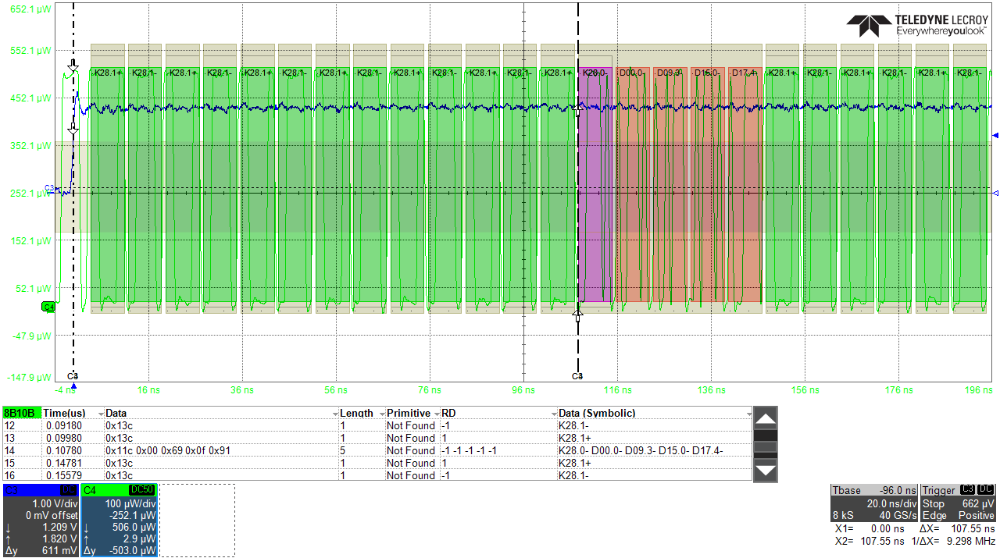 652.1 µW
TELEDYNE LECROY
Everywhereyoulook™
552.1 µW
K28.1+ K28.1- K28.1+ K28.1- K28.1+ K28.1- K28.1+ K28.1- K28.1+ K28.1- K28.1+ K28.1- K28.1+ K28.0- D00.0- D09.3- D15.0- D17.4- K28.1+ K28.1- K28.1+ K28.1- K28.1+ K28.1-
452.1 µW
352.1 µW
C3 252.1 µW
152.1 µW
52.1 µW
C4
-47.9 µW
-147.9 µW
-4 ns 16 ns 36 ns 56 ns 76 ns 96 ns 116 ns 136 ns 156 ns 176 ns 196 ns
8B10B Time(us) Data Length Primitive RD Data (Symbolic)
12 0.09180 0x13c 1 Not Found -1 K28.1-
13 0.09980 0x13c 1 Not Found 1 K28.1+
14 0.10780 0x11c 0x00 0x69 0x0f 0x91 5 Not Found -1 -1 -1 -1 -1 K28.0- D00.0- D09.3- D15.0- D17.4-
15 0.14781 0x13c 1 Not Found 1 K28.1+
16 0.15579 0x13c 1 Not Found -1 K28.1-
C3
1.00 V/div
0 mV offset
↓ 1.209 V
↑ 1.820 V
Δy 611 mV
C4 DC50
100 µW/div
-252.1 µW
↓ 506.0 µW
↑ 2.9 µW
Δy -503.0 µW
Tbase -96.0 ns
20.0 ns/div
8 kS 40 GS/s
Trigger C3 DC
Stop 662 µV
Edge Positive
X1= 0.00 ns ΔX= 107.55 ns
X2= 107.55 ns 1/ΔX= 9.298 MHz